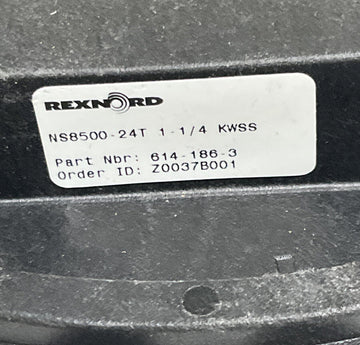 REXNORD
NS8500-24T 1-1/4 KWSS
Part Nbr: 614-186-3
Order ID: Z0037B001